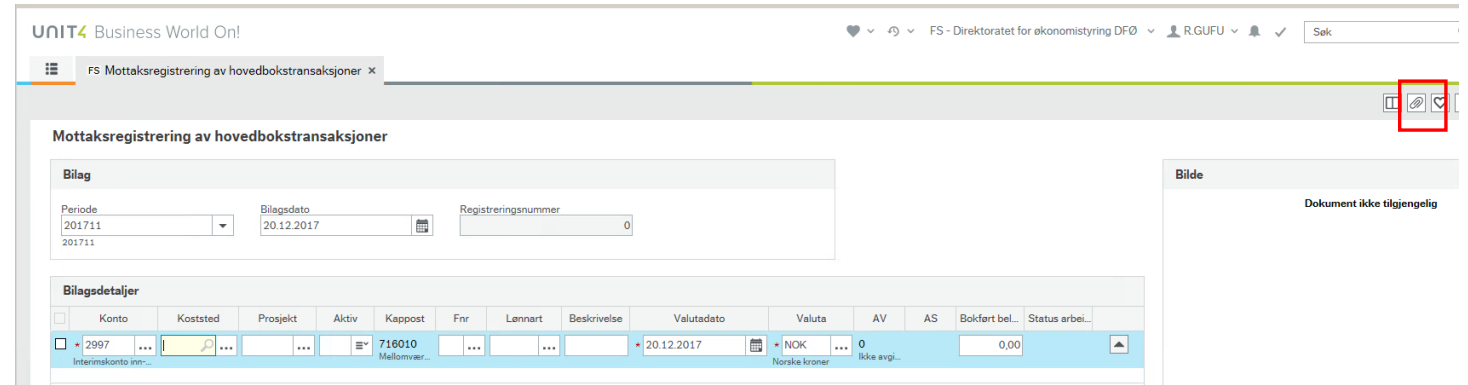 UNIT4 Business World On!
FS - Direktoratet for økonomistyring DFØ
R.GUFU
Søk
FS Mottaksregistrering av hovedbokstransaksjoner ×
Mottaksregistrering av hovedbokstransaksjoner
Bilag
Bilde
Periode Bilagsdato Registreringsnummer
Dokument ikke tilgjengelig
201711 20.12.2017 0
201711
Bilagsdetaljer
Konto Koststed Prosjekt Aktiv Kappost Fnr Lønnart Beskrivelse Valutadato Valuta AV AS Bokført bel... Status arbei...
* 2997 ... ... ... 716010 ... ... * 20.12.2017 * NOK ... 0 0,00
Interimskonto inn-... Mellomvær... Norske kroner Ikke avgi...